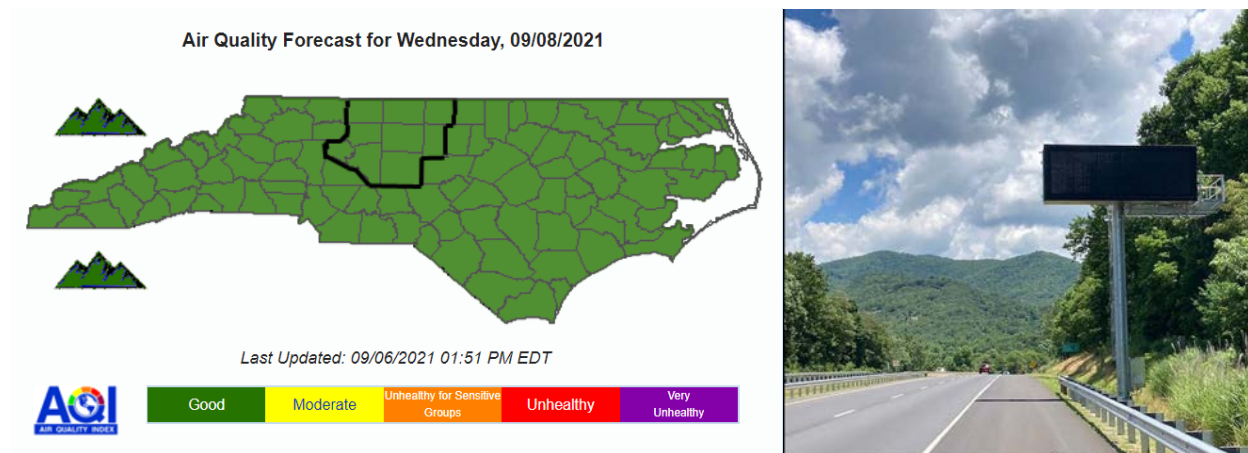 Air Quality Forecast for Wednesday, 09/08/2021
Last Updated: 09/06/2021 01:51 PM EDT
AQI
AIR QUALITY INDEX
Good
Moderate
Unhealthy for Sensitive
Groups
Unhealthy
Very
Unhealthy